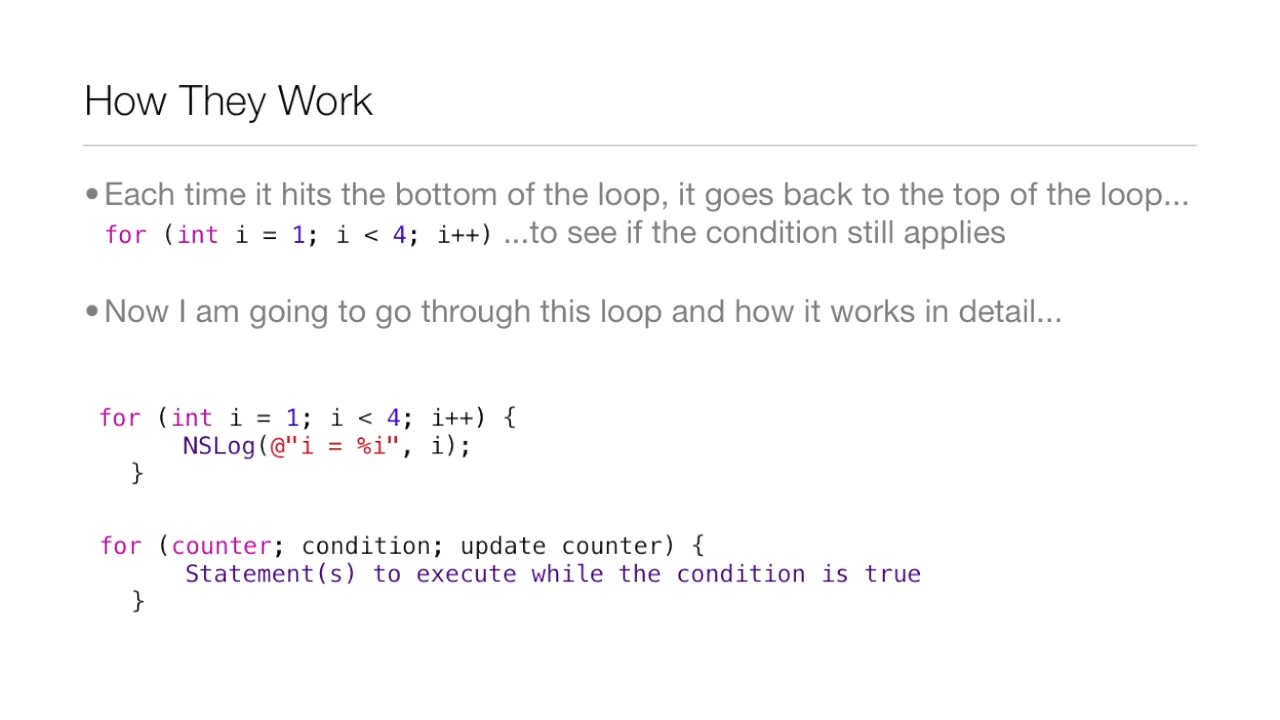 How They Work
•Each time it hits the bottom of the loop, it goes back to the top of the loop...
for (int i = 1; i < 4; i++) ...to see if the condition still applies
•Now I am going to go through this loop and how it works in detail...
for (int i = 1; i < 4; i++) {
NSLog(@"i = %i", i);
}
for (counter; condition; update counter) {
Statement(s) to execute while the condition is true
}